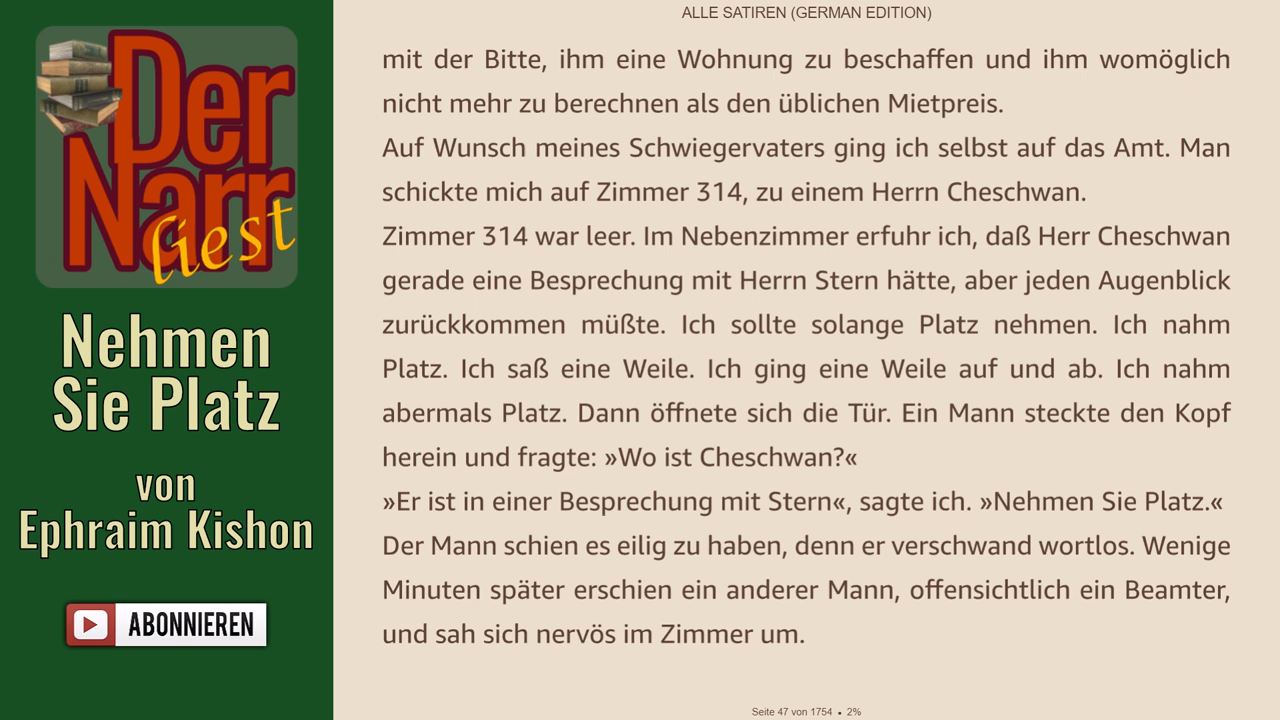 Der
Narr
liest
Nehmen
Sie Platz
von
Ephraim Kishon
ABONNIEREN
ALLE SATIREN (GERMAN EDITION)
mit der Bitte, ihm eine Wohnung zu beschaffen und ihm womöglich
nicht mehr zu berechnen als den üblichen Mietpreis.
Auf Wunsch meines Schwiegervaters ging ich selbst auf das Amt. Man
schickte mich auf Zimmer 314, zu einem Herrn Cheschwan.
Zimmer 314 war leer. Im Nebenzimmer erfuhr ich, daß Herr Cheschwan
gerade eine Besprechung mit Herrn Stern hätte, aber jeden Augenblick
zurückkommen müßte. Ich sollte solange Platz nehmen. Ich nahm
Platz. Ich saß eine Weile. Ich ging eine Weile auf und ab. Ich nahm
abermals Platz. Dann öffnete sich die Tür. Ein Mann steckte den Kopf
herein und fragte: »Wo ist Cheschwan?«
»Er ist in einer Besprechung mit Stern«, sagte ich. »Nehmen Sie Platz.«
Der Mann schien es eilig zu haben, denn er verschwand wortlos. Wenige
Minuten später erschien ein anderer Mann, offensichtlich ein Beamter,
und sah sich nervös im Zimmer um.
Seite 47 von 1754 • 2%